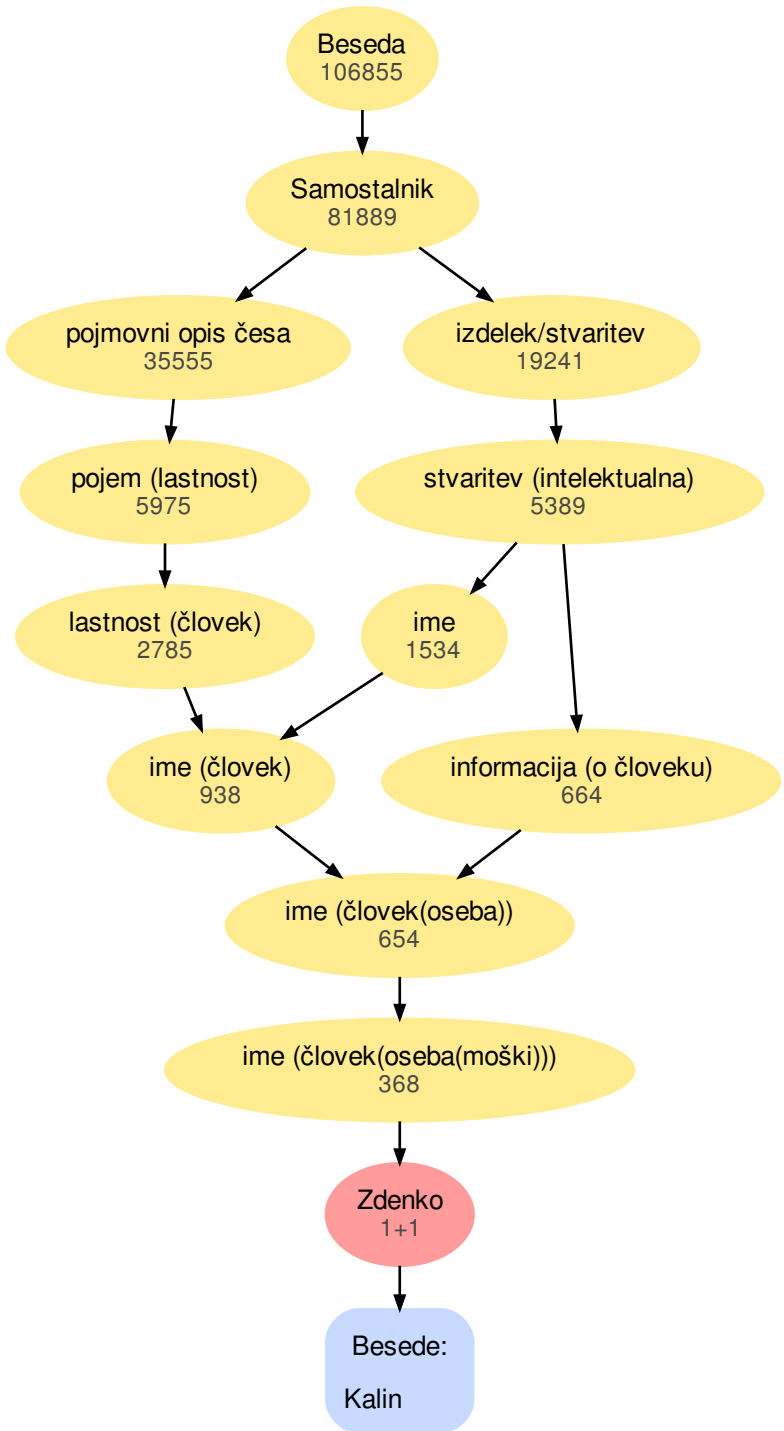 Beseda
106855
Samostalnik
81889
pojmovni opis česa
35555
izdelek/stvaritev
19241
pojem (lastnost)
5975
stvaritev (intelektualna)
5389
lastnost (človek)
2785
ime
1534
ime (človek)
938
informacija (o človeku)
664
ime (človek(oseba))
654
ime (človek(oseba(moški)))
368
Zdenko
1+1
Besede:
Kalin